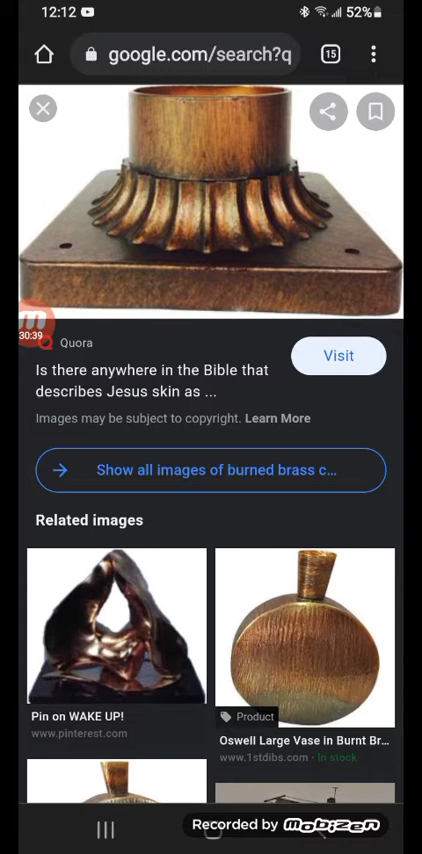 12:12
52%
google.com/search?q
15
30:39
Quora
Visit
Is there anywhere in the Bible that
describes Jesus skin as ...
Images may be subject to copyright. Learn More
Show all images of burned brass c...
Related images
Pin on WAKE UP!
www.pinterest.com
Product
Oswell Large Vase in Burnt Br...
www.1stdibs.com · In stock
Recorded by mobizen